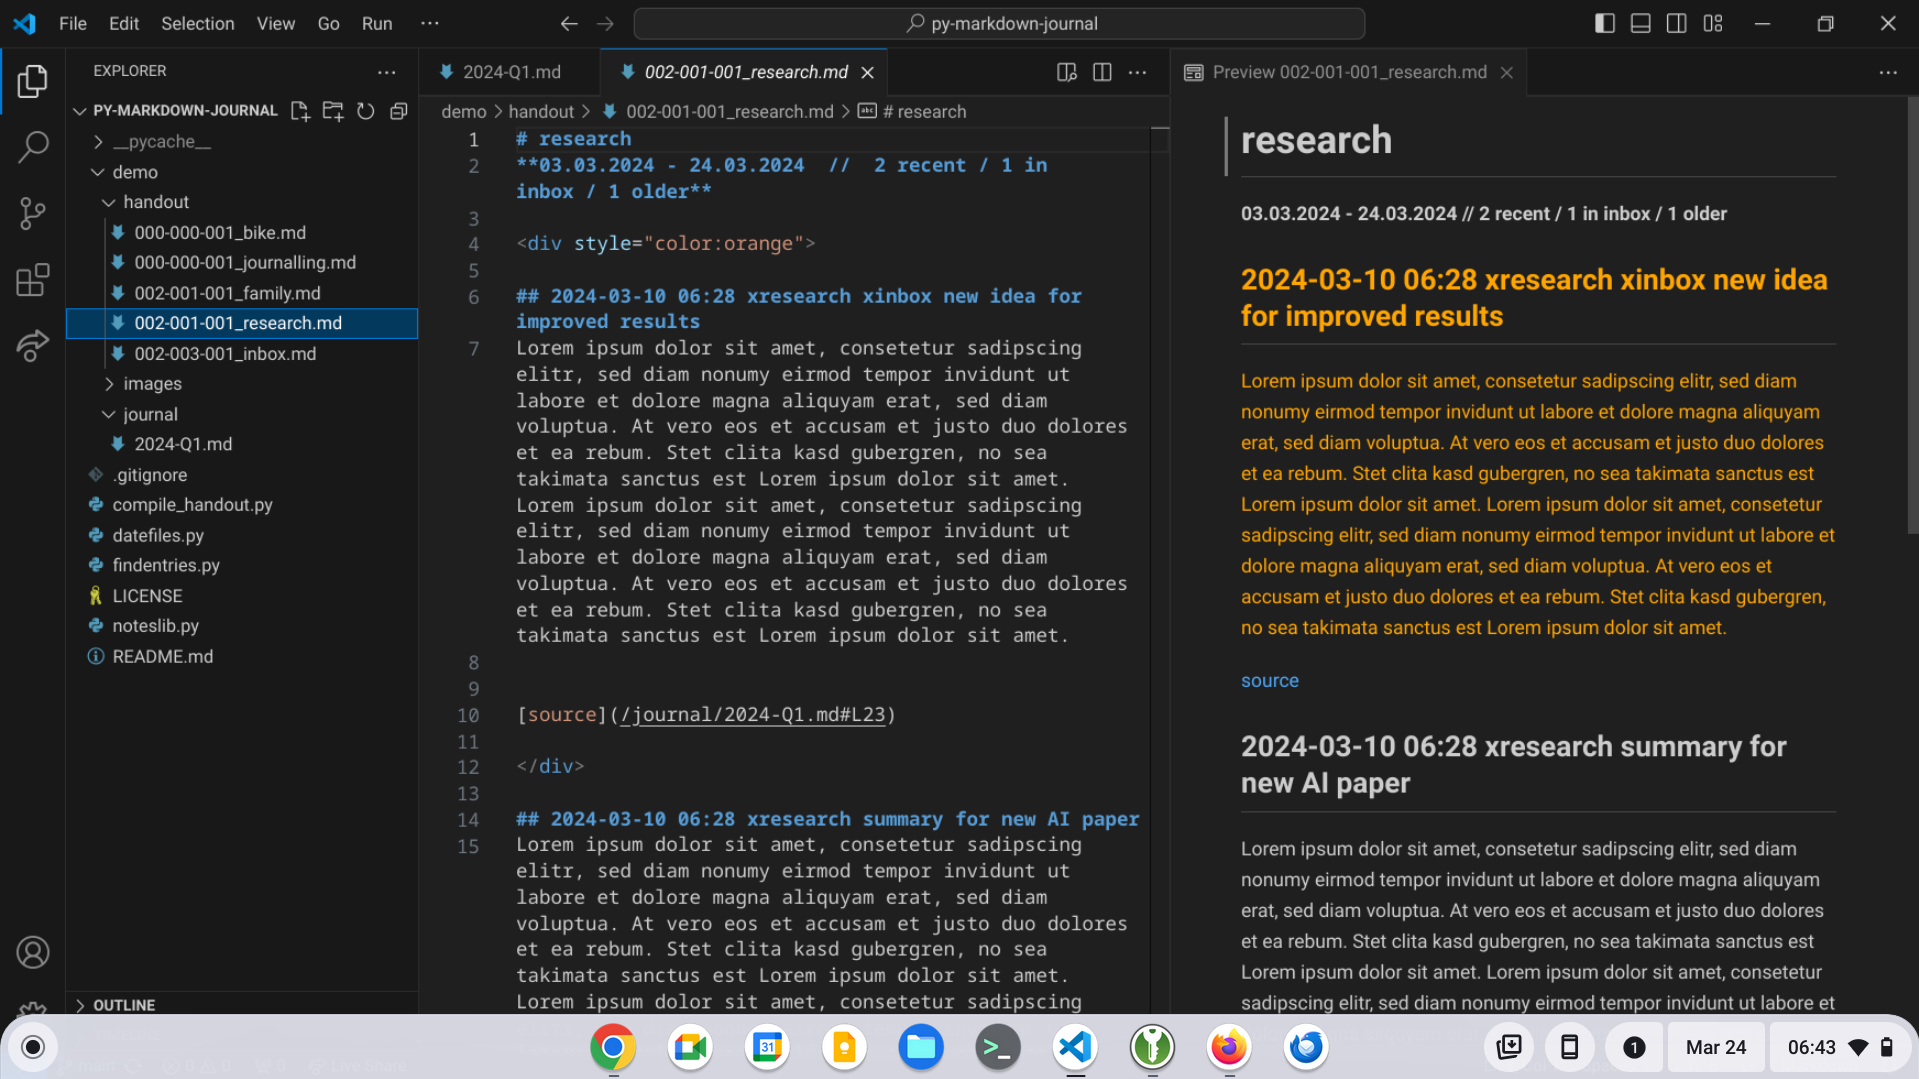 File Edit Selection View Go Run ···
py-markdown-journal
EXPLORER
PY-MARKDOWN-JOURNAL
__pycache__
demo
handout
000-000-001_bike.md
000-000-001_journalling.md
002-001-001_family.md
002-001-001_research.md
002-003-001_inbox.md
images
journal
2024-Q1.md
.gitignore
compile_handout.py
datefiles.py
findentries.py
LICENSE
noteslib.py
README.md
OUTLINE
2024-Q1.md
002-001-001_research.md
demo > handout > 002-001-001_research.md > # research
1 # research
2 **03.03.2024 - 24.03.2024  //  2 recent / 1 in
inbox / 1 older**
3
4 <div style="color:orange">
5
6 ## 2024-03-10 06:28 xresearch xinbox new idea for
improved results
7 Lorem ipsum dolor sit amet, consetetur sadipscing
elitr, sed diam nonumy eirmod tempor invidunt ut
labore et dolore magna aliquyam erat, sed diam
voluptua. At vero eos et accusam et justo duo dolores
et ea rebum. Stet clita kasd gubergren, no sea
takimata sanctus est Lorem ipsum dolor sit amet.
Lorem ipsum dolor sit amet, consetetur sadipscing
elitr, sed diam nonumy eirmod tempor invidunt ut
labore et dolore magna aliquyam erat, sed diam
voluptua. At vero eos et accusam et justo duo dolores
et ea rebum. Stet clita kasd gubergren, no sea
takimata sanctus est Lorem ipsum dolor sit amet.
8
9
10 [source](/journal/2024-Q1.md#L23)
11
12 </div>
13
14 ## 2024-03-10 06:28 xresearch summary for new AI paper
15 Lorem ipsum dolor sit amet, consetetur sadipscing
elitr, sed diam nonumy eirmod tempor invidunt ut
labore et dolore magna aliquyam erat, sed diam
voluptua. At vero eos et accusam et justo duo dolores
et ea rebum. Stet clita kasd gubergren, no sea
takimata sanctus est Lorem ipsum dolor sit amet.
Lorem ipsum dolor sit amet, consetetur sadipscing
Preview 002-001-001_research.md
research
03.03.2024 - 24.03.2024 // 2 recent / 1 in inbox / 1 older
2024-03-10 06:28 xresearch xinbox new idea
for improved results
Lorem ipsum dolor sit amet, consetetur sadipscing elitr, sed diam
nonumy eirmod tempor invidunt ut labore et dolore magna aliquyam
erat, sed diam voluptua. At vero eos et accusam et justo duo dolores
et ea rebum. Stet clita kasd gubergren, no sea takimata sanctus est
Lorem ipsum dolor sit amet. Lorem ipsum dolor sit amet, consetetur
sadipscing elitr, sed diam nonumy eirmod tempor invidunt ut labore et
dolore magna aliquyam erat, sed diam voluptua. At vero eos et
accusam et justo duo dolores et ea rebum. Stet clita kasd gubergren,
no sea takimata sanctus est Lorem ipsum dolor sit amet.
source
2024-03-10 06:28 xresearch summary for
new AI paper
Lorem ipsum dolor sit amet, consetetur sadipscing elitr, sed diam
nonumy eirmod tempor invidunt ut labore et dolore magna aliquyam
erat, sed diam voluptua. At vero eos et accusam et justo duo dolores
et ea rebum. Stet clita kasd gubergren, no sea takimata sanctus est
Lorem ipsum dolor sit amet. Lorem ipsum dolor sit amet, consetetur
sadipscing elitr, sed diam nonumy eirmod tempor invidunt ut labore et
main 0 0 0 Live Share
31
1
Mar 24
06:43